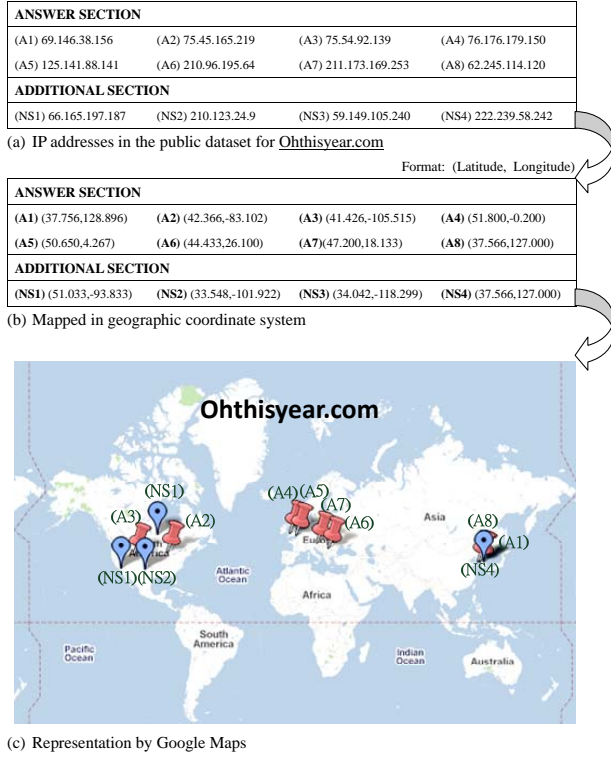 ANSWER SECTION
(A1) 69.146.38.156 (A2) 75.45.165.219 (A3) 75.54.92.139 (A4) 76.176.179.150
(A5) 125.141.88.141 (A6) 210.96.195.64 (A7) 211.173.169.253 (A8) 62.245.114.120
ADDITIONAL SECTION
(NS1) 66.165.197.187 (NS2) 210.123.24.9 (NS3) 59.149.105.240 (NS4) 222.239.58.242
(a) IP addresses in the public dataset for Ohthisyear.com
Format: (Latitude, Longitude)
ANSWER SECTION
(A1) (37.756,128.896) (A2) (42.366,-83.102) (A3) (41.426,-105.515) (A4) (51.800,-0.200)
(A5) (50.650,4.267) (A6) (44.433,26.100) (A7)(47.200,18.133) (A8) (37.566,127.000)
ADDITIONAL SECTION
(NS1) (51.033,-93.833) (NS2) (33.548,-101.922) (NS3) (34.042,-118.299) (NS4) (37.566,127.000)
(b) Mapped in geographic coordinate system
Ohthisyear.com
(NS1)
(A4) (A5)
(A7)
(A3) (A2)
(A6)
Asia
(A8)
(A1)
(NS1)(NS2)
(NS4)
Atlantic
Ocean
Africa
South
America
Pacific
Ocean
Indian
Ocean
Australia
(c) Representation by Google Maps